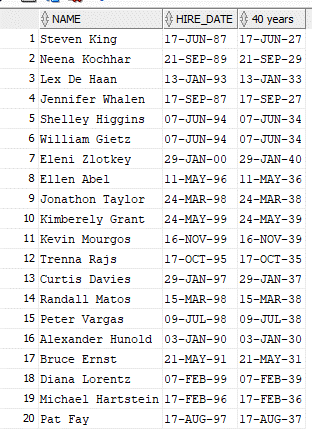 NAME HIRE_DATE 40 years
1 Steven King 17-JUN-87 17-JUN-27
2 Neena Kochhar 21-SEP-89 21-SEP-29
3 Lex De Haan 13-JAN-93 13-JAN-33
4 Jennifer Whalen 17-SEP-87 17-SEP-27
5 Shelley Higgins 07-JUN-94 07-JUN-34
6 William Gietz 07-JUN-94 07-JUN-34
7 Eleni Zlotkey 29-JAN-00 29-JAN-40
8 Ellen Abel 11-MAY-96 11-MAY-36
9 Jonathon Taylor 24-MAR-98 24-MAR-38
10 Kimberely Grant 24-MAY-99 24-MAY-39
11 Kevin Mourgos 16-NOV-99 16-NOV-39
12 Trenna Rajs 17-OCT-95 17-OCT-35
13 Curtis Davies 29-JAN-97 29-JAN-37
14 Randall Matos 15-MAR-98 15-MAR-38
15 Peter Vargas 09-JUL-98 09-JUL-38
16 Alexander Hunold 03-JAN-90 03-JAN-30
17 Bruce Ernst 21-MAY-91 21-MAY-31
18 Diana Lorentz 07-FEB-99 07-FEB-39
19 Michael Hartstein 17-FEB-96 17-FEB-36
20 Pat Fay 17-AUG-97 17-AUG-37